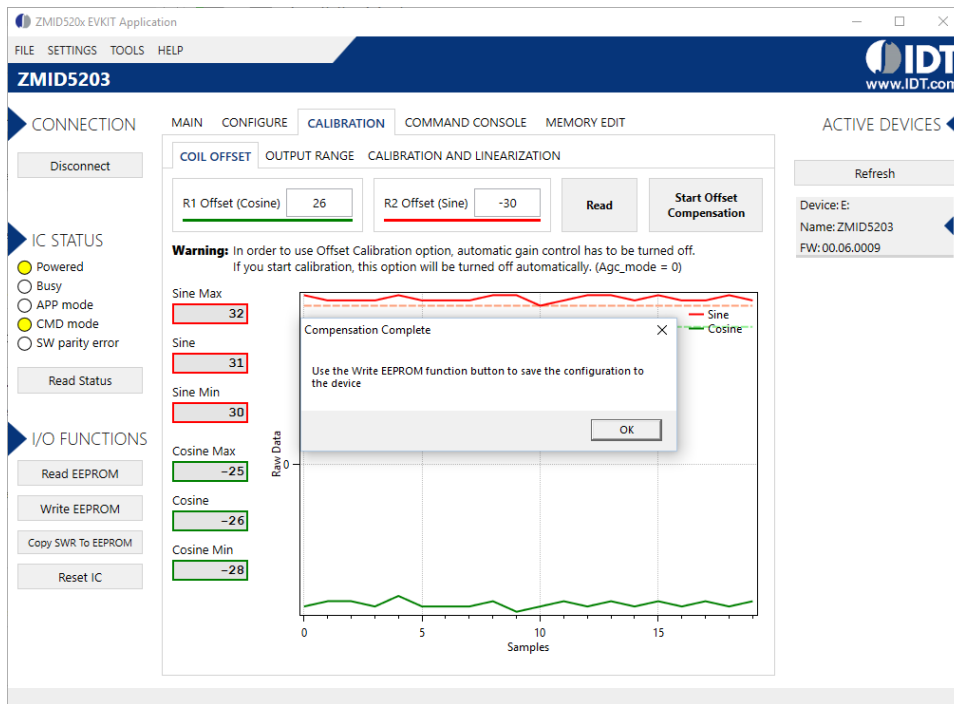 ZMID520x EVKIT Application
FILE SETTINGS TOOLS HELP
ZMID5203
IDT
www.IDT.com
CONNECTION
Disconnect
IC STATUS
Powered
Busy
APP mode
CMD mode
SW parity error
Read Status
I/O FUNCTIONS
Read EEPROM
Write EEPROM
Copy SWR To EEPROM
Reset IC
MAIN CONFIGURE CALIBRATION COMMAND CONSOLE MEMORY EDIT
COIL OFFSET OUTPUT RANGE CALIBRATION AND LINEARIZATION
R1 Offset (Cosine) 26 R2 Offset (Sine) -30 Read Start Offset
Compensation
Warning: In order to use Offset Calibration option, automatic gain control has to be turned off.
If you start calibration, this option will be turned off automatically. (Agc_mode = 0)
Sine Max
32
Sine
31
Sine Min
30
Cosine Max
-25
Cosine
-26
Cosine Min
-28
Sine
Cosine
Compensation Complete
Use the Write EEPROM function button to save the configuration to
the device
OK
Raw Data
0
0 5 10 15
Samples
ACTIVE DEVICES
Refresh
Device: E:
Name: ZMID5203
FW: 00.06.0009